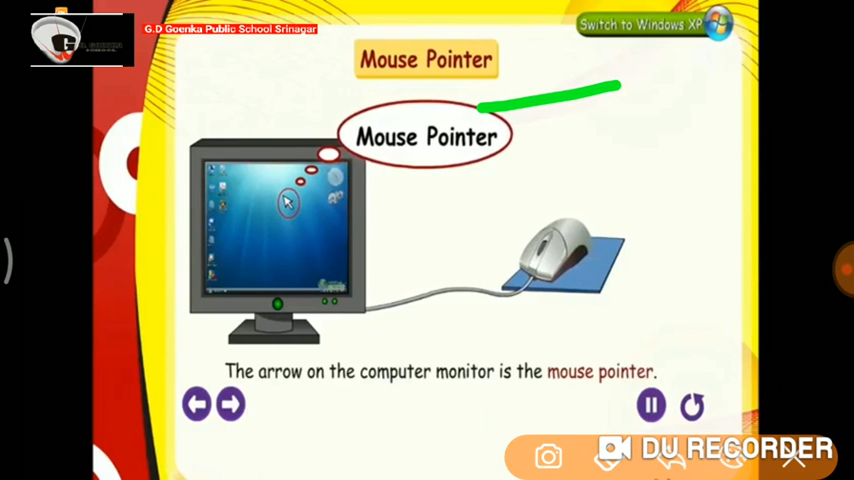 G.D Goenka Public School Srinagar
Switch to Windows XP
Mouse Pointer
Mouse Pointer
The arrow on the computer monitor is the mouse pointer.
DU RECORDER